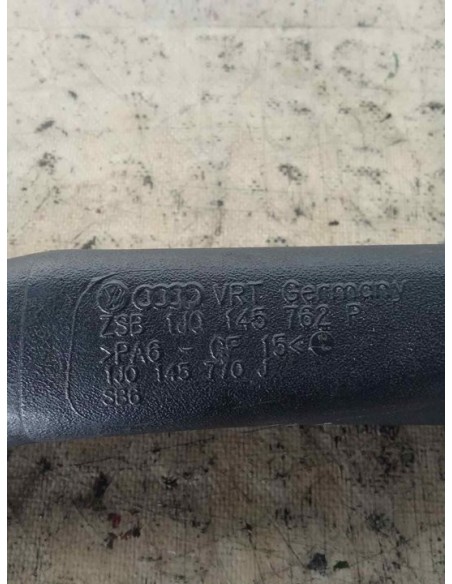 VRT Germany
ZSB 1J0 145 762 P
>PA6 - GF 15<
1J0 145 770 J
SB6